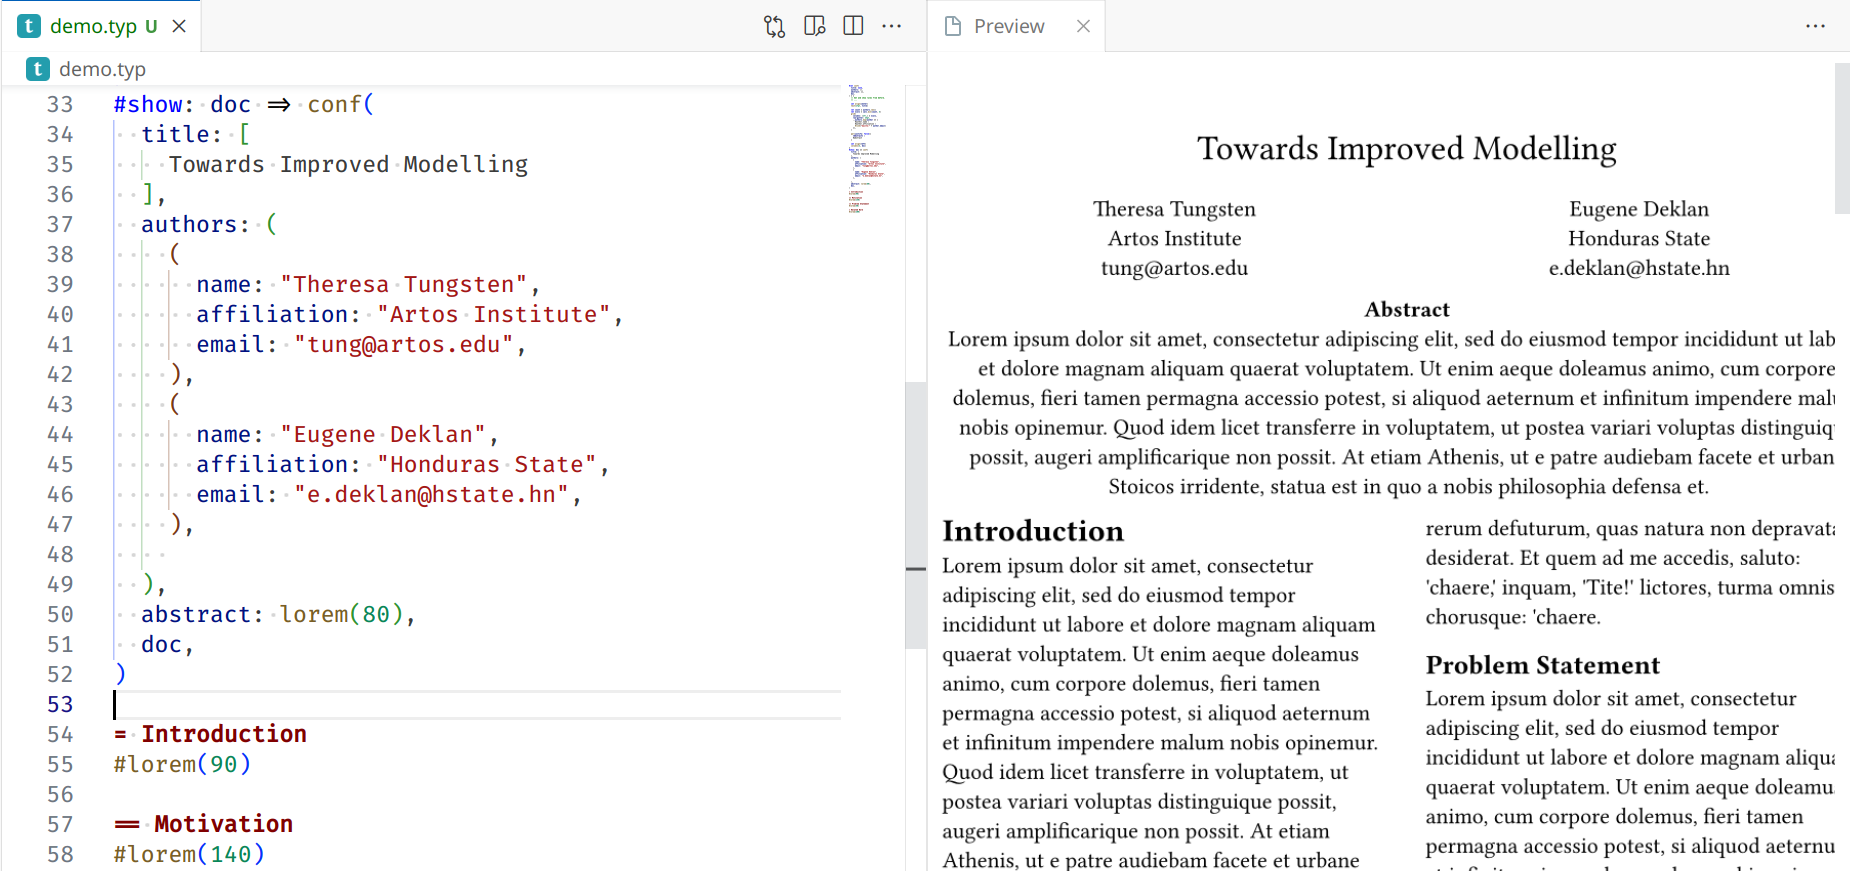 demo.typ U
demo.typ
33 #show: doc => conf(
34 title: [
35 Towards Improved Modelling
36 ],
37 authors: (
38 (
39 name: "Theresa Tungsten",
40 affiliation: "Artos Institute",
41 email: "tung@artos.edu",
42 ),
43 (
44 name: "Eugene Deklan",
45 affiliation: "Honduras State",
46 email: "e.deklan@hstate.hn",
47 ),
48
49 ),
50 abstract: lorem(80),
51 doc,
52 )
53
54 = Introduction
55 #lorem(90)
56
57 == Motivation
58 #lorem(140)
Preview
Towards Improved Modelling
Theresa Tungsten
Artos Institute
tung@artos.edu
Eugene Deklan
Honduras State
e.deklan@hstate.hn
Abstract
Lorem ipsum dolor sit amet, consectetur adipiscing elit, sed do eiusmod tempor incididunt ut lab
et dolore magnam aliquam quaerat voluptatem. Ut enim aeque doleamus animo, cum corpore
dolemus, fieri tamen permagna accessio potest, si aliquod aeternum et infinitum impendere malu
nobis opinemur. Quod idem licet transferre in voluptatem, ut postea variari voluptas distinguiq
possit, augeri amplificarique non possit. At etiam Athenis, ut e patre audiebam facete et urban
Stoicos irridente, statua est in quo a nobis philosophia defensa et.
Introduction
Lorem ipsum dolor sit amet, consectetur
adipiscing elit, sed do eiusmod tempor
incididunt ut labore et dolore magnam aliquam
quaerat voluptatem. Ut enim aeque doleamus
animo, cum corpore dolemus, fieri tamen
permagna accessio potest, si aliquod aeternum
et infinitum impendere malum nobis opinemur.
Quod idem licet transferre in voluptatem, ut
postea variari voluptas distinguique possit,
augeri amplificarique non possit. At etiam
Athenis, ut e patre audiebam facete et urbane
rerum defuturum, quas natura non depravata
desiderat. Et quem ad me accedis, saluto:
'chaere,' inquam, 'Tite!' lictores, turma omnis
chorusque: 'chaere.
Problem Statement
Lorem ipsum dolor sit amet, consectetur
adipiscing elit, sed do eiusmod tempor
incididunt ut labore et dolore magnam aliqua
quaerat voluptatem. Ut enim aeque doleamu
animo, cum corpore dolemus, fieri tamen
permagna accessio potest, si aliquod aeternu